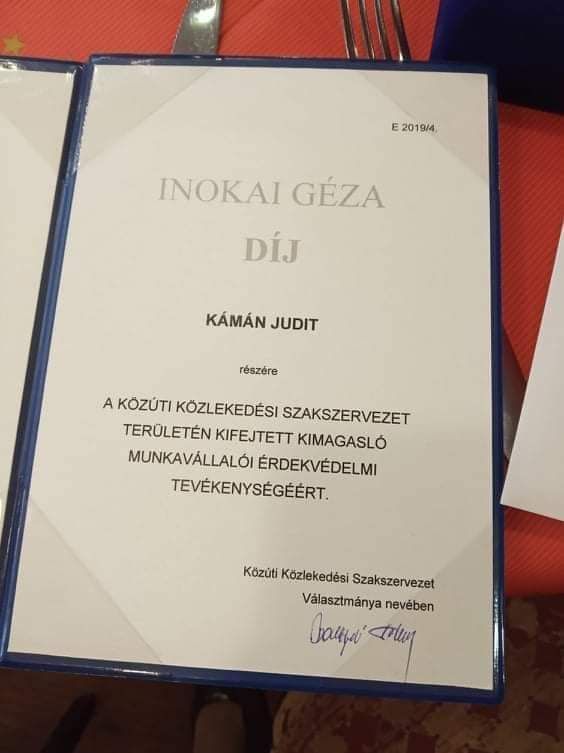 E 2019/4.
INOKAI GÉZA
DÍJ
KÁMÁN JUDIT
részére
A KÖZÚTI KÖZLEKEDÉSI SZAKSZERVEZET
TERÜLETÉN KIFEJTETT KIMAGASLÓ
MUNKAVÁLLALÓI ÉRDEKVÉDELMI
TEVÉKENYSÉGÉÉRT.
Közúti Közlekedési Szakszervezet
Választmánya nevében